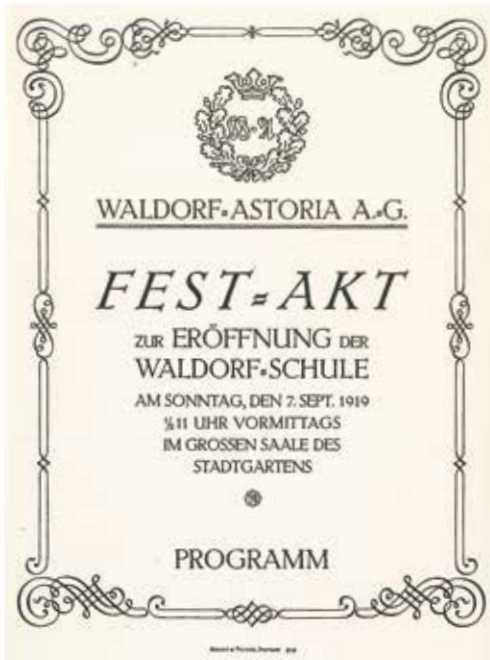 W-A
WALDORF=ASTORIA A.=G.
FEST=AKT
ZUR ERÖFFNUNG DER
WALDORF=SCHULE
AM SONNTAG, DEN 7. SEPT. 1919
½11 UHR VORMITTAGS
IM GROSSEN SAALE DES
STADTGARTENS
PROGRAMM